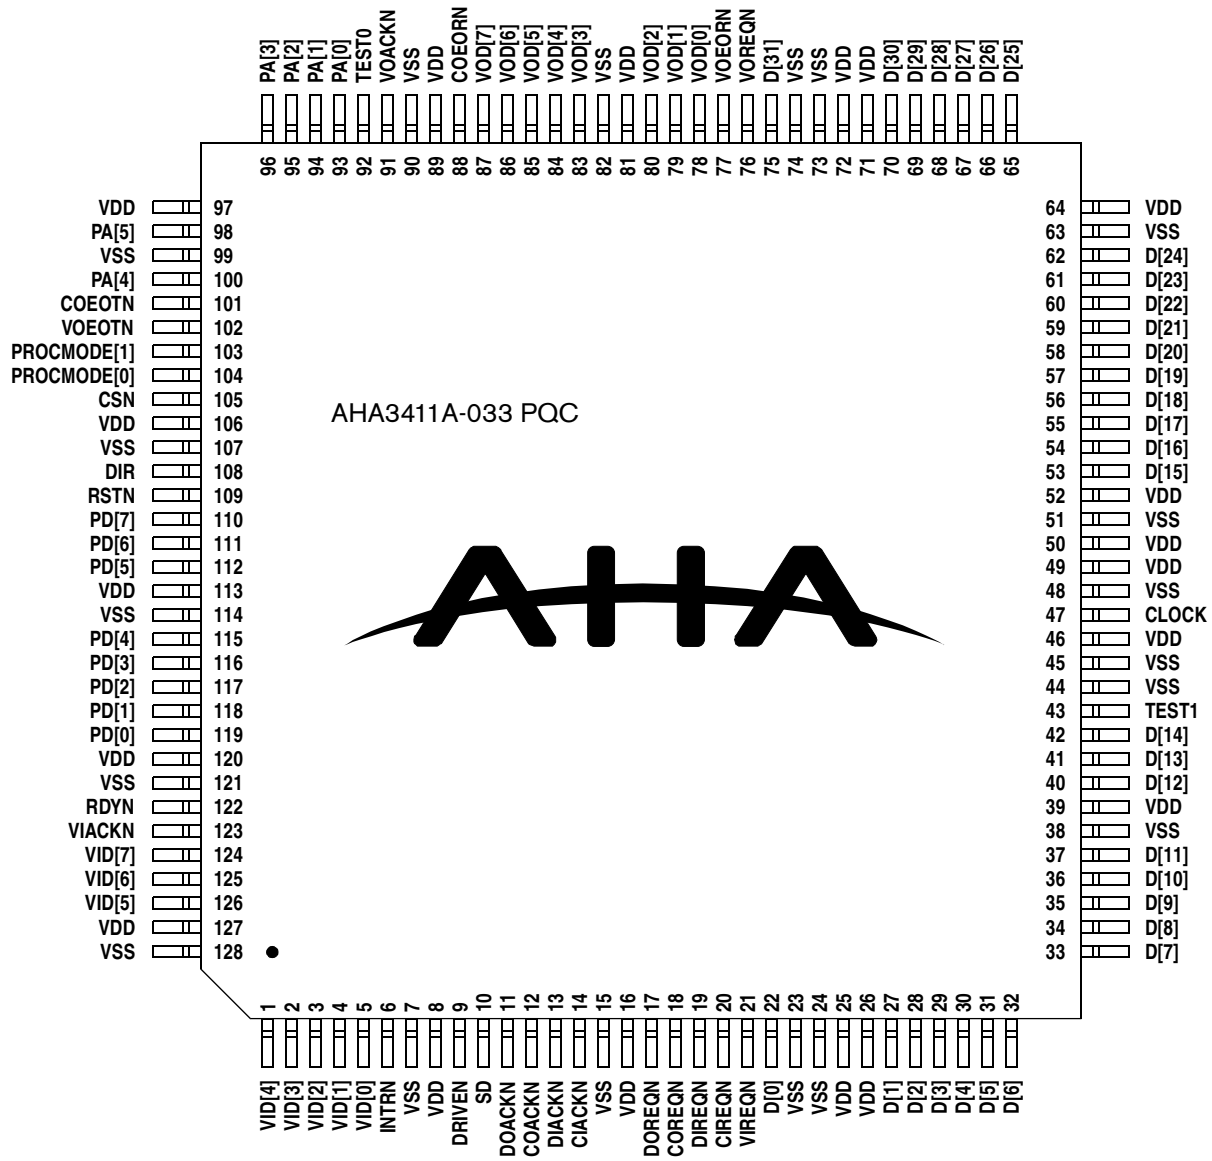 PA[3] PA[2] PA[1] PA[0] TEST0 VOACKN VSS VDD COEORN VOD[7] VOD[6] VOD[5] VOD[4] VOD[3] VSS VDD VOD[2] VOD[1] VOD[0] VOEORN VOREQN D[31] VSS VSS VDD VDD D[30] D[29] D[28] D[27] D[26] D[25]
96 95 94 93 92 91 90 89 88 87 86 85 84 83 82 81 80 79 78 77 76 75 74 73 72 71 70 69 68 67 66 65
VDD 97 64 VDD
PA[5] 98 63 VSS
VSS 99 62 D[24]
PA[4] 100 61 D[23]
COEOTN 101 60 D[22]
VOEOTN 102 59 D[21]
PROCMODE[1] 103 58 D[20]
PROCMODE[0] 104 57 D[19]
CSN 105 56 D[18]
AHA3411A-033 PQC
VDD 106 55 D[17]
VSS 107 54 D[16]
DIR 108 53 D[15]
RSTN 109 52 VDD
PD[7] 110 51 VSS
PD[6] 111 50 VDD
PD[5] 112 49 VDD
VDD 113 48 VSS
AHA
VSS 114 47 CLOCK
PD[4] 115 46 VDD
PD[3] 116 45 VSS
PD[2] 117 44 VSS
PD[1] 118 43 TEST1
PD[0] 119 42 D[14]
VDD 120 41 D[13]
VSS 121 40 D[12]
RDYN 122 39 VDD
VIACKN 123 38 VSS
VID[7] 124 37 D[11]
VID[6] 125 36 D[10]
VID[5] 126 35 D[9]
VDD 127 34 D[8]
VSS 128 33 D[7]
1 2 3 4 5 6 7 8 9 10 11 12 13 14 15 16 17 18 19 20 21 22 23 24 25 26 27 28 29 30 31 32
VID[4] VID[3] VID[2] VID[1] VID[0] INTRN VSS VDD DRIVEN SD DOACKN COACKN DIACKN CIACKN VSS VDD DOREQN COREQN DIREQN CIREQN VIREQN D[0] VSS VSS VDD VDD D[1] D[2] D[3] D[4] D[5] D[6]